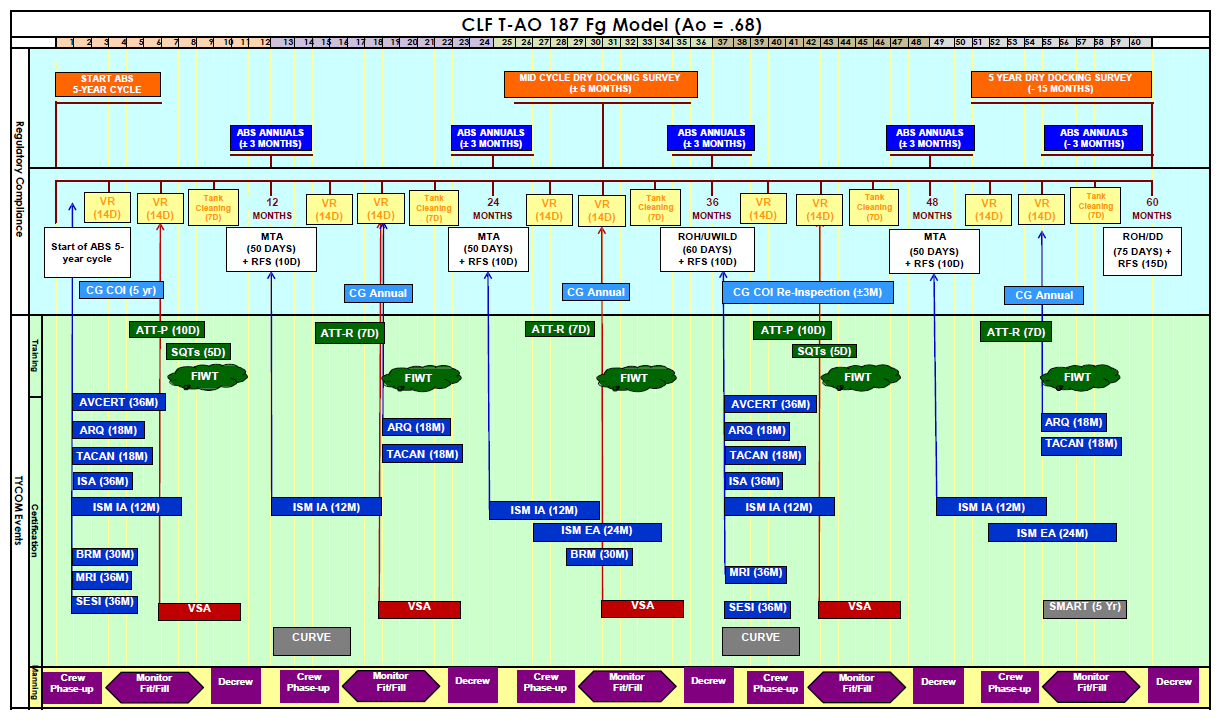 CLF T-AO 187 Fg Model (Ao = .68)
1 2 3 4 5 6 7 8 9 10 11 12 13 14 15 16 17 18 19 20 21 22 23 24 25 26 27 28 29 30 31 32 33 34 35 36 37 38 39 40 41 42 43 44 45 46 47 48 49 50 51 52 53 54 55 56 57 58 59 60
Regulatory Compliance
START ABS
5-YEAR CYCLE
MID CYCLE DRY DOCKING SURVEY
(± 6 MONTHS)
5 YEAR DRY DOCKING SURVEY
(- 15 MONTHS)
ABS ANNUALS
(± 3 MONTHS)
ABS ANNUALS
(± 3 MONTHS)
ABS ANNUALS
(± 3 MONTHS)
ABS ANNUALS
(± 3 MONTHS)
ABS ANNUALS
(- 3 MONTHS)
VR
(14D)
VR
(14D)
Tank
Cleaning
(7D)
12
MONTHS
VR
(14D)
VR
(14D)
Tank
Cleaning
(7D)
24
MONTHS
VR
(14D)
VR
(14D)
Tank
Cleaning
(7D)
36
MONTHS
VR
(14D)
VR
(14D)
Tank
Cleaning
(7D)
48
MONTHS
VR
(14D)
VR
(14D)
Tank
Cleaning
(7D)
60
MONTHS
Start of ABS 5-
year cycle
MTA
(50 DAYS)
+ RFS (10D)
MTA
(50 DAYS)
+ RFS (10D)
ROH/UWILD
(60 DAYS)
+ RFS (10D)
MTA
(50 DAYS)
+ RFS (10D)
ROH/DD
(75 DAYS) +
RFS (15D)
CG COI (5 yr)
CG Annual
CG Annual
CG COI Re-Inspection (±3M)
CG Annual
TYCOM Events
Training
ATT-P (10D)
ATT-R (7D)
ATT-R (7D)
ATT-P (10D)
ATT-R (7D)
SQTs (5D)
SQTs (5D)
FIWT
FIWT
FIWT
FIWT
FIWT
Certification
AVCERT (36M)
AVCERT (36M)
ARQ (18M)
ARQ (18M)
ARQ (18M)
ARQ (18M)
TACAN (18M)
TACAN (18M)
TACAN (18M)
TACAN (18M)
ISA (36M)
ISA (36M)
ISM IA (12M)
ISM IA (12M)
ISM IA (12M)
ISM IA (12M)
ISM IA (12M)
ISM EA (24M)
ISM EA (24M)
BRM (30M)
BRM (30M)
MRI (36M)
MRI (36M)
SESI (36M)
VSA
VSA
VSA
SESI (36M)
VSA
SMART (5 Yr)
CURVE
CURVE
Manning
Crew
Phase-up
Monitor
Fit/Fill
Decrew
Crew
Phase-up
Monitor
Fit/Fill
Decrew
Crew
Phase-up
Monitor
Fit/Fill
Decrew
Crew
Phase-up
Monitor
Fit/Fill
Decrew
Crew
Phase-up
Monitor
Fit/Fill
Decrew